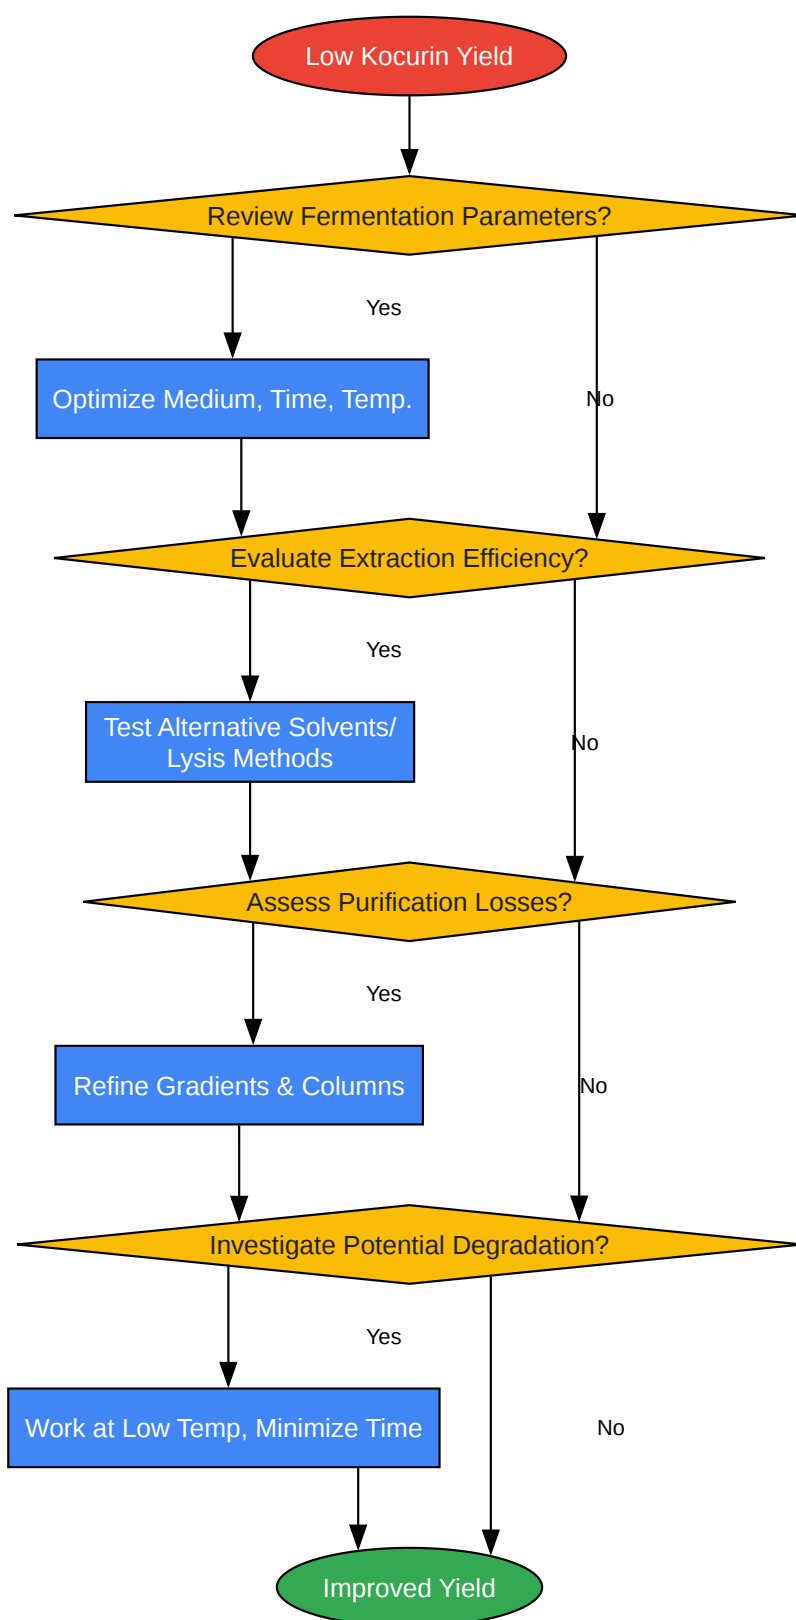 Low Kocurin Yield
Review Fermentation Parameters?
Yes
Optimize Medium, Time, Temp.
No
Evaluate Extraction Efficiency?
Yes
Test Alternative Solvents/
Lysis Methods
No
Assess Purification Losses?
Yes
Refine Gradients & Columns
No
Investigate Potential Degradation?
Yes
Work at Low Temp, Minimize Time
No
Improved Yield